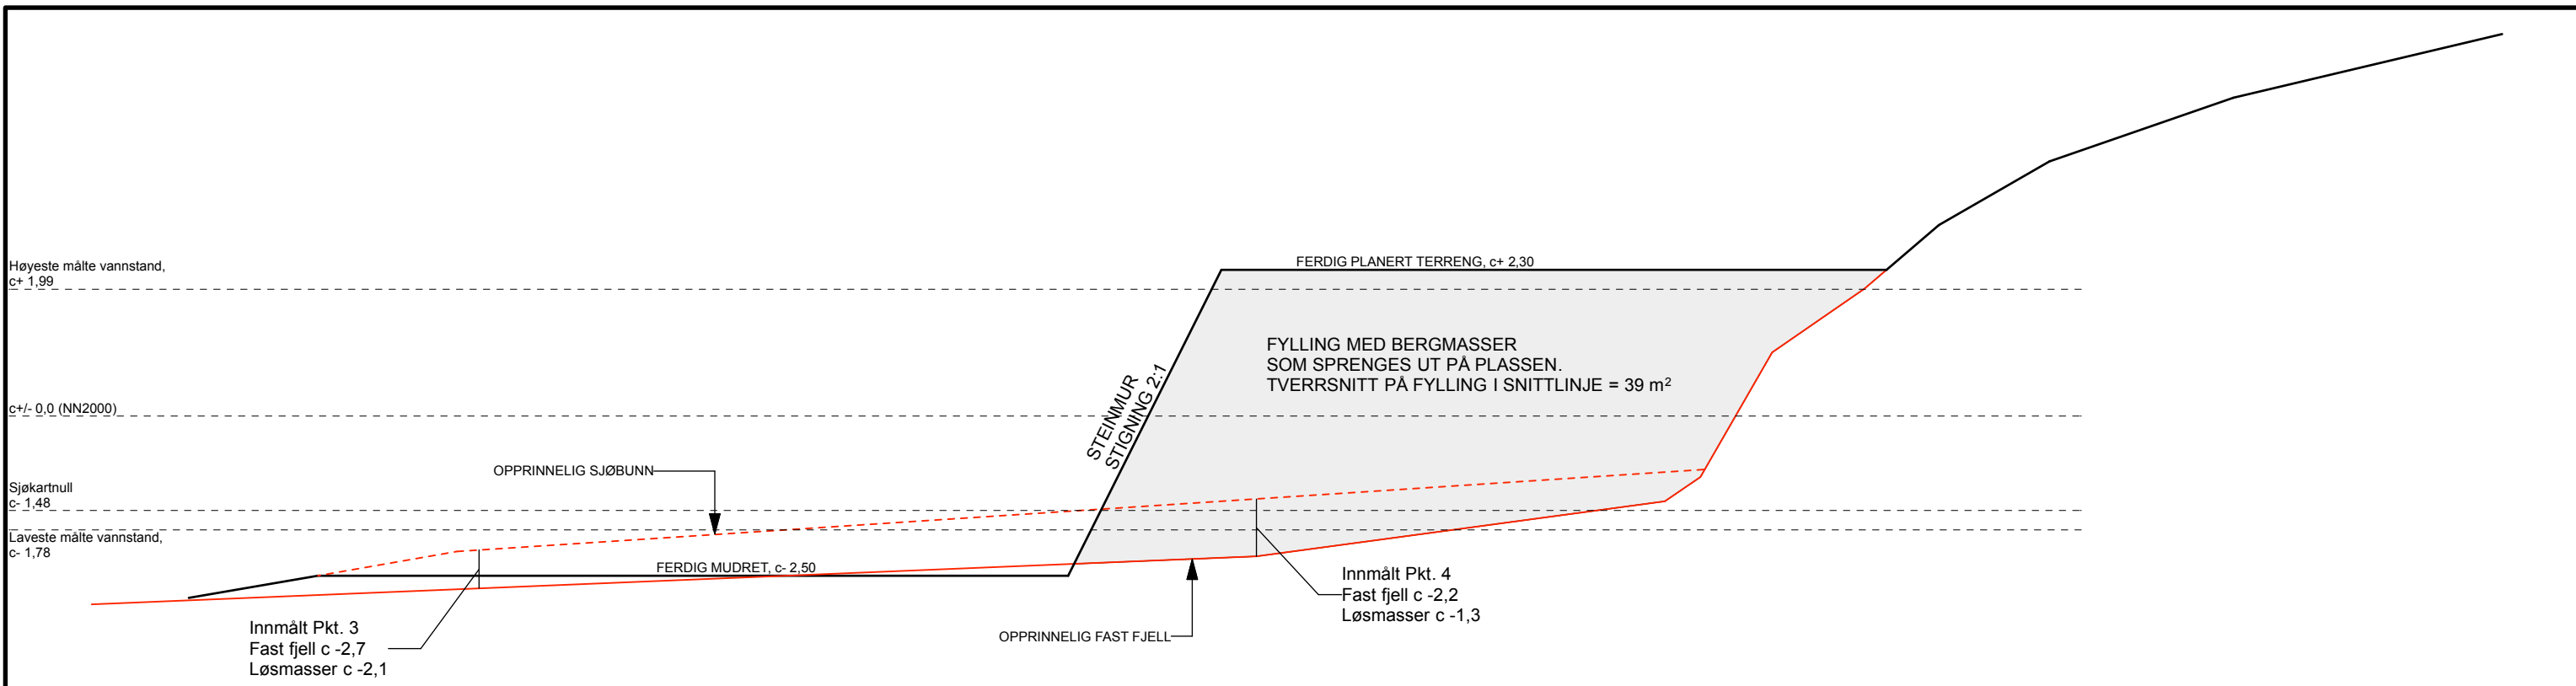 Høyeste målte vannstand,
c+ 1,99
FERDIG PLANERT TERRENG, c+ 2,30
FYLLING MED BERGMASSER
SOM SPRENGES UT PÅ PLASSEN.
TVERRSNITT PÅ FYLLING I SNITTLINJE = 39 m²
STEINMUR
STIGNING 2:1
c+/- 0,0 (NN2000)
OPPRINNELIG SJØBUNN
Sjøkartnull
c- 1,48
Laveste målte vannstand,
c- 1,78
FERDIG MUDRET, c- 2,50
Innmålt Pkt. 4
Fast fjell c -2,2
Løsmasser c -1,3
Innmålt Pkt. 3
Fast fjell c -2,7
Løsmasser c -2,1
OPPRINNELIG FAST FJELL